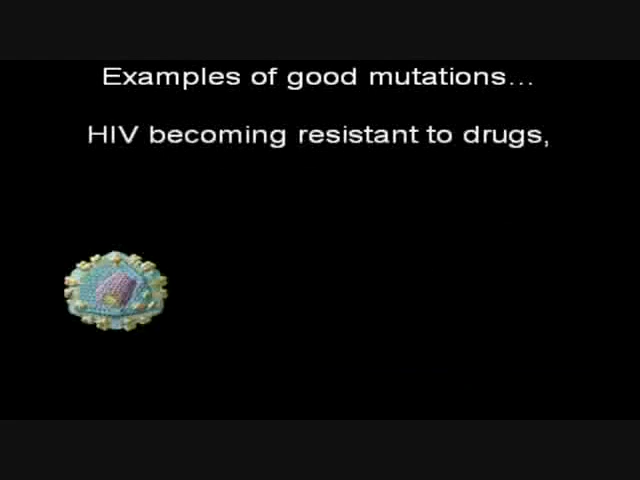 Examples of good mutations...
HIV becoming resistant to drugs,